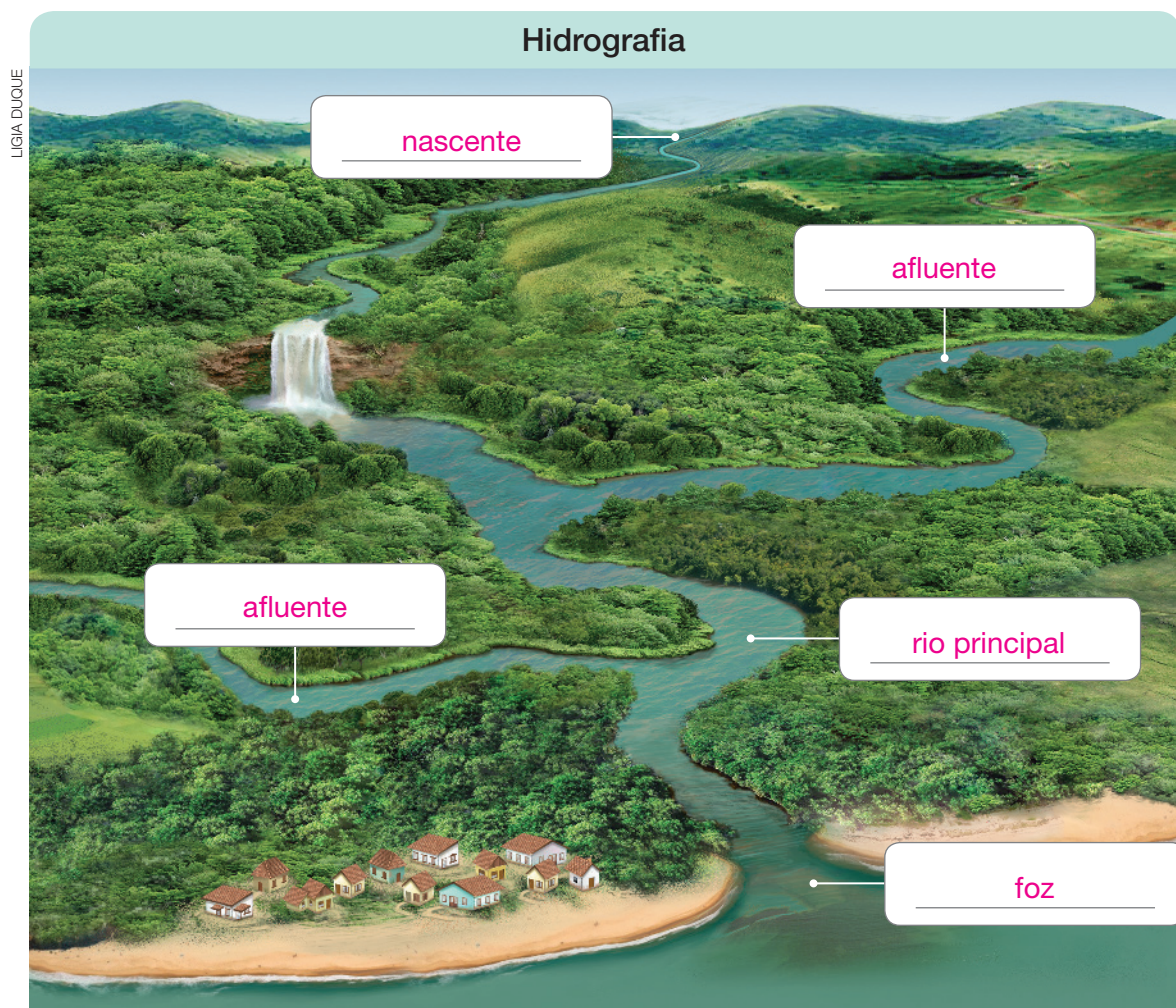 Hidrografia
LIGIA DUQUE
nascente
afluente
afluente
rio principal
foz